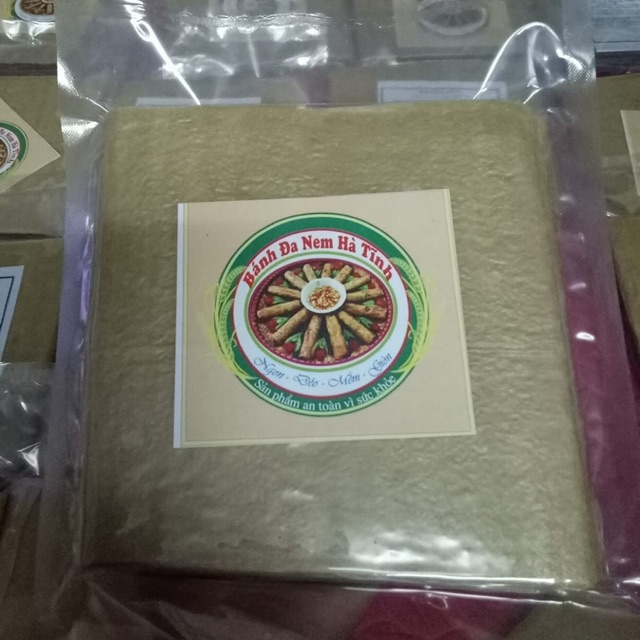 Bánh Đa Nem Hà Tĩnh
Ngon - Dẻo - Mềm - Giòn
Sản phẩm an toàn vì sức khỏe